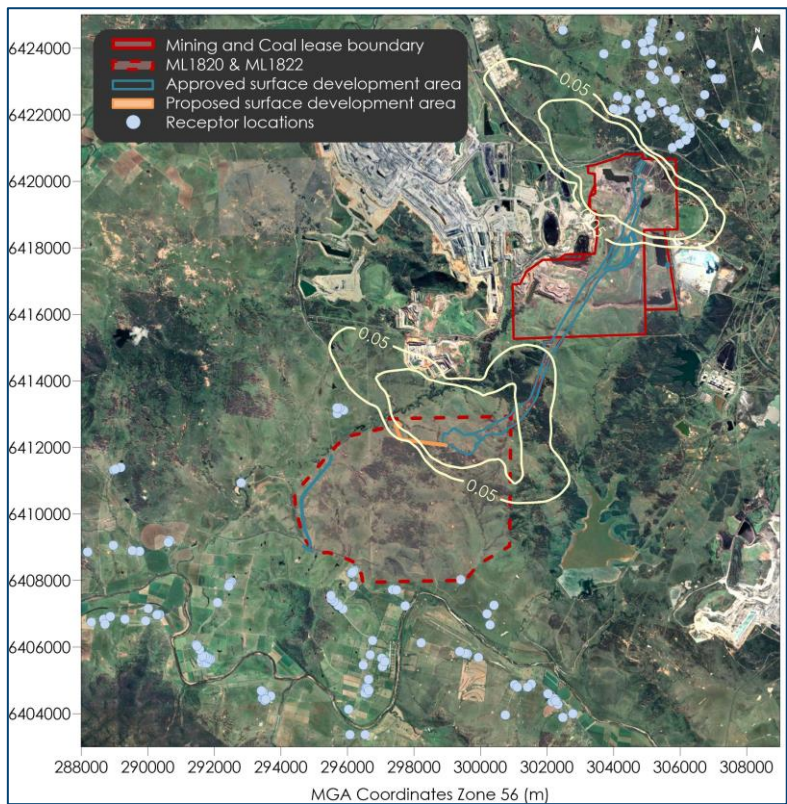 N
Mining and Coal lease boundary
ML1820 & ML1822
Approved surface development area
Proposed surface development area
Receptor locations
6424000
6422000
6420000
6418000
6416000
6414000
6412000
6410000
6408000
6406000
6404000
0.05
0.05
0.05
288000 290000 292000 294000 296000 298000 300000 302000 304000 306000 308000
MGA Coordinates Zone 56 (m)